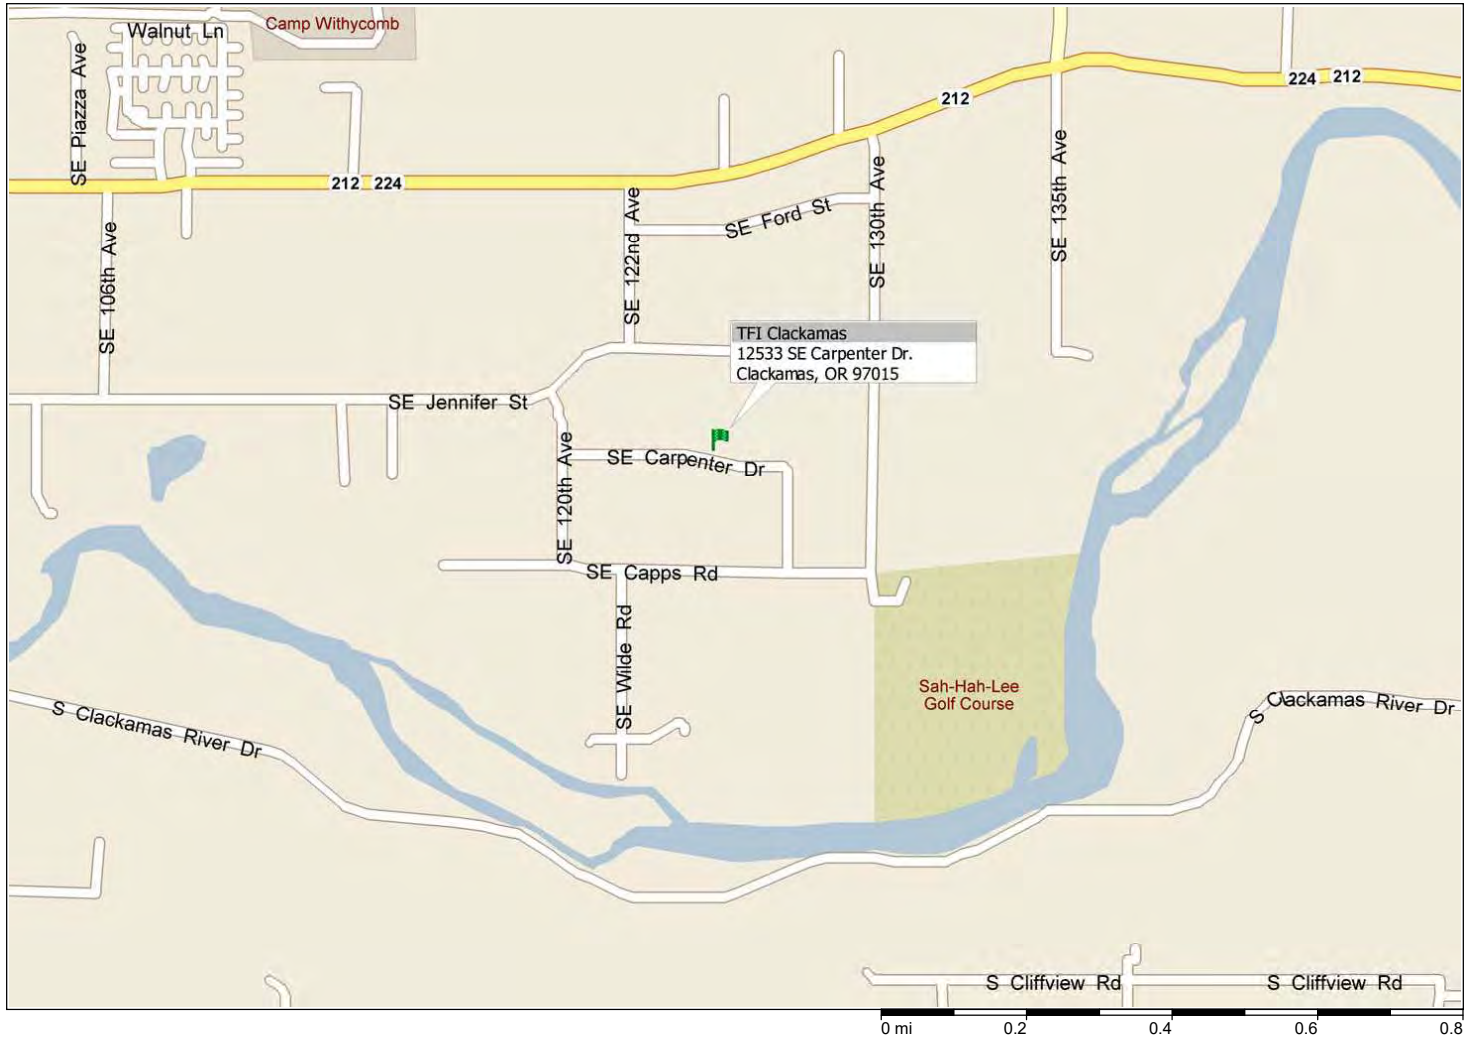 Walnut Ln
Camp Withycomb
SE Piazza Ave
212
224 212
212 224
SE 106th Ave
SE 122nd Ave
SE Ford St
SE 130th Ave
SE 135th Ave
TFI Clackamas
12533 SE Carpenter Dr.
Clackamas, OR 97015
SE Jennifer St
SE 120th Ave
SE Carpenter Dr
SE Capps Rd
SE Wilde Rd
Sah-Hah-Lee
Golf Course
S Clackamas River Dr
S Clackamas River Dr
S Cliffview Rd
S Cliffview Rd
0 mi 0.2 0.4 0.6 0.8